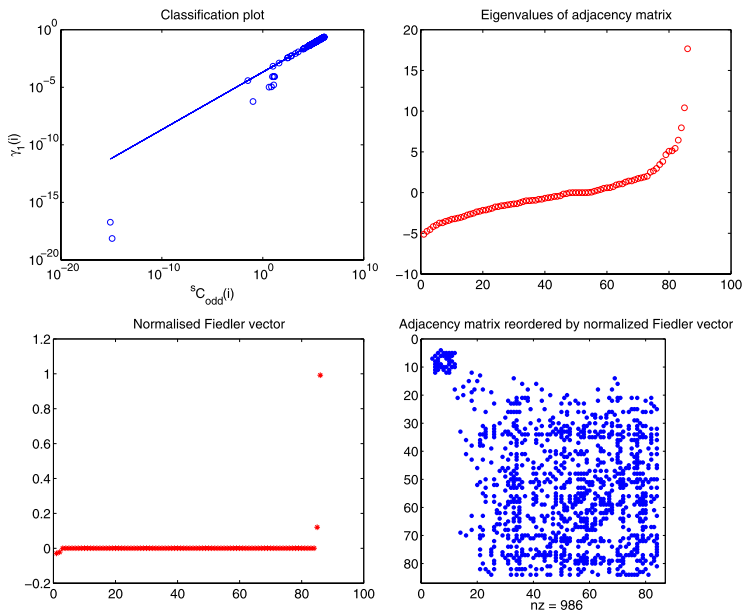 Classification plot
10^0
10^-5
10^-10
10^-15
10^-20
γ_1(i)
10^-20 10^-10 10^0 10^10
^sC_odd(i)
Eigenvalues of adjacency matrix
20
15
10
5
0
-5
-10
0 20 40 60 80 100
Normalised Fiedler vector
1.2
1
0.8
0.6
0.4
0.2
0
-0.2
0 20 40 60 80 100
Adjacency matrix reordered by normalized Fiedler vector
0
10
20
30
40
50
60
70
80
0 20 40 60 80
nz = 986